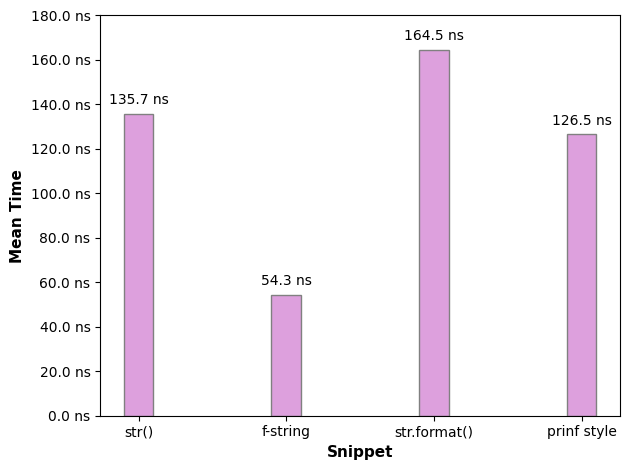 180.0 ns
160.0 ns
140.0 ns
120.0 ns
100.0 ns
80.0 ns
60.0 ns
40.0 ns
20.0 ns
0.0 ns
Mean Time
135.7 ns
54.3 ns
164.5 ns
126.5 ns
str()
f-string
str.format()
prinf style
Snippet